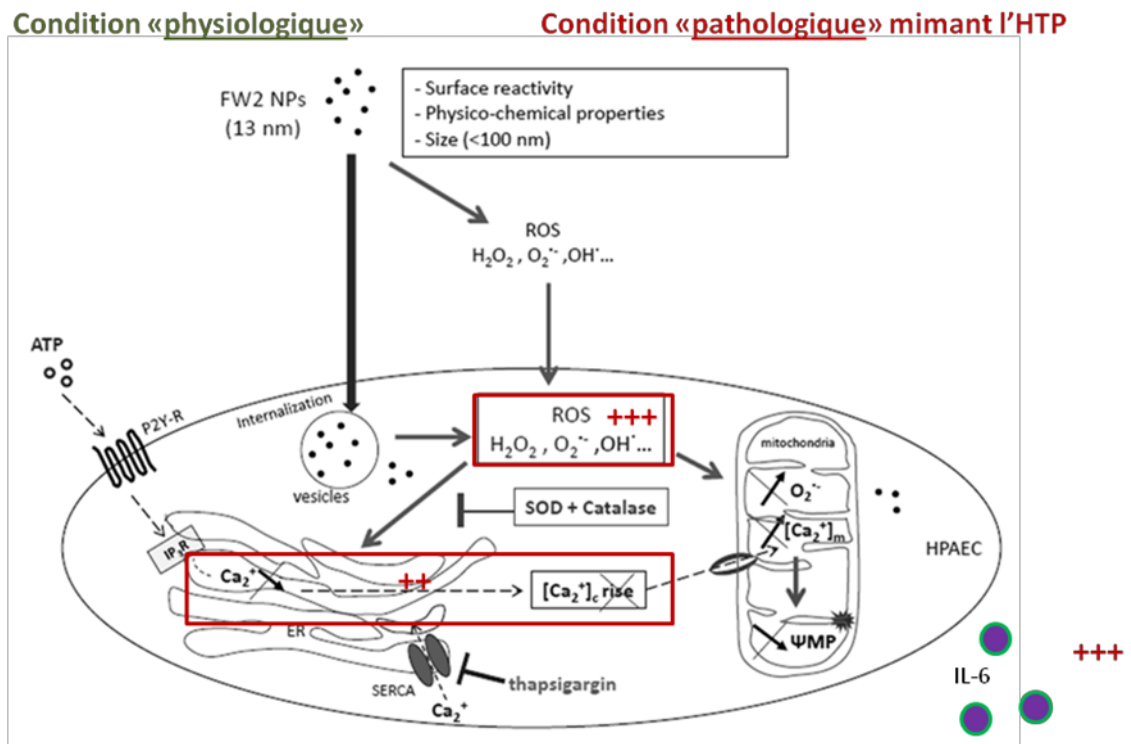 Condition «physiologique»
Condition «pathologique» mimant l’HTP
FW2 NPs
(13 nm)
- Surface reactivity
- Physico-chemical properties
- Size (<100 nm)
ROS
H₂O₂ , O₂˙⁻ ,OH˙...
ATP
P2Y-R
Internalization
vesicles
ROS +++
H₂O₂ , O₂˙⁻ ,OH˙...
SOD + Catalase
mitochondria
O₂˙⁻
[Ca₂⁺]ₘ
ΨMP
HPAEC
IP₃R
Ca₂⁺
++
[Ca₂⁺]c rise
ER
SERCA
thapsigargin
Ca₂⁺
IL-6
+++